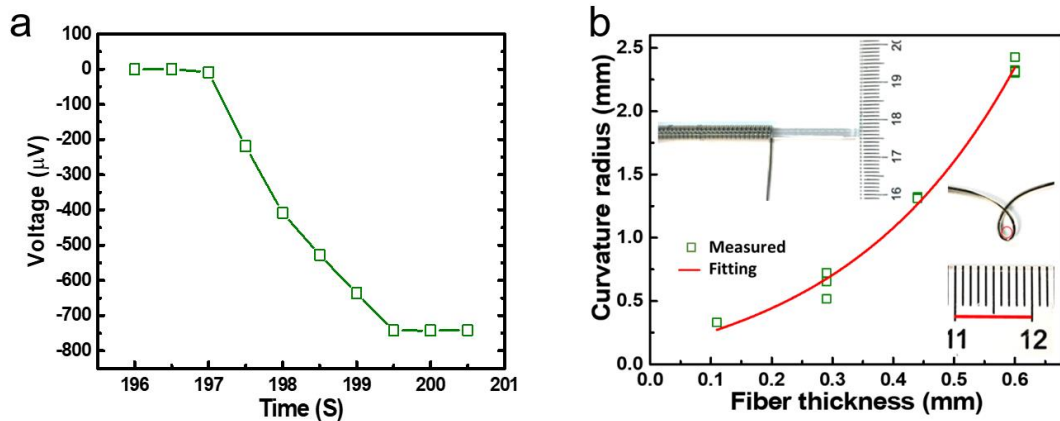 a
100
0
-100
-200
-300
-400
-500
-600
-700
-800
Voltage (μV)
196 197 198 199 200 201
Time (S)
b
2.5
2.0
1.5
1.0
0.5
0.0
Curvature radius (mm)
20
19
18
17
16
Measured
Fitting
11 12
0.0 0.1 0.2 0.3 0.4 0.5 0.6
Fiber thickness (mm)